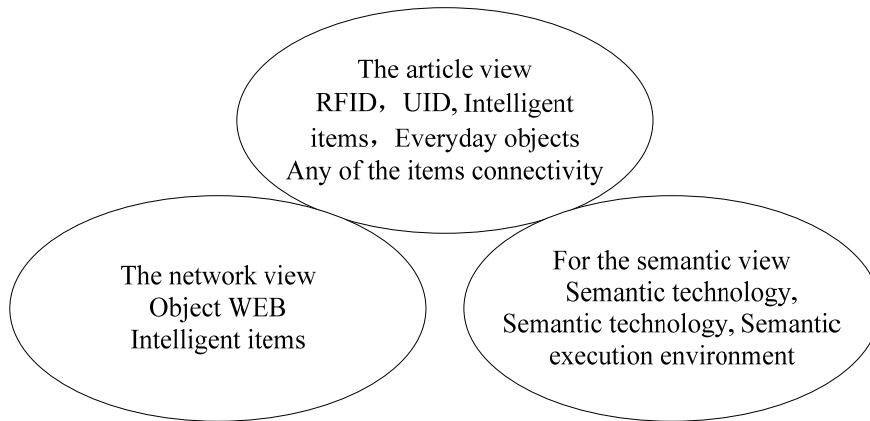 The article view
RFID，UID, Intelligent
items，Everyday objects
Any of the items connectivity
The network view
Object WEB
Intelligent items
For the semantic view
Semantic technology,
Semantic technology, Semantic
execution environment